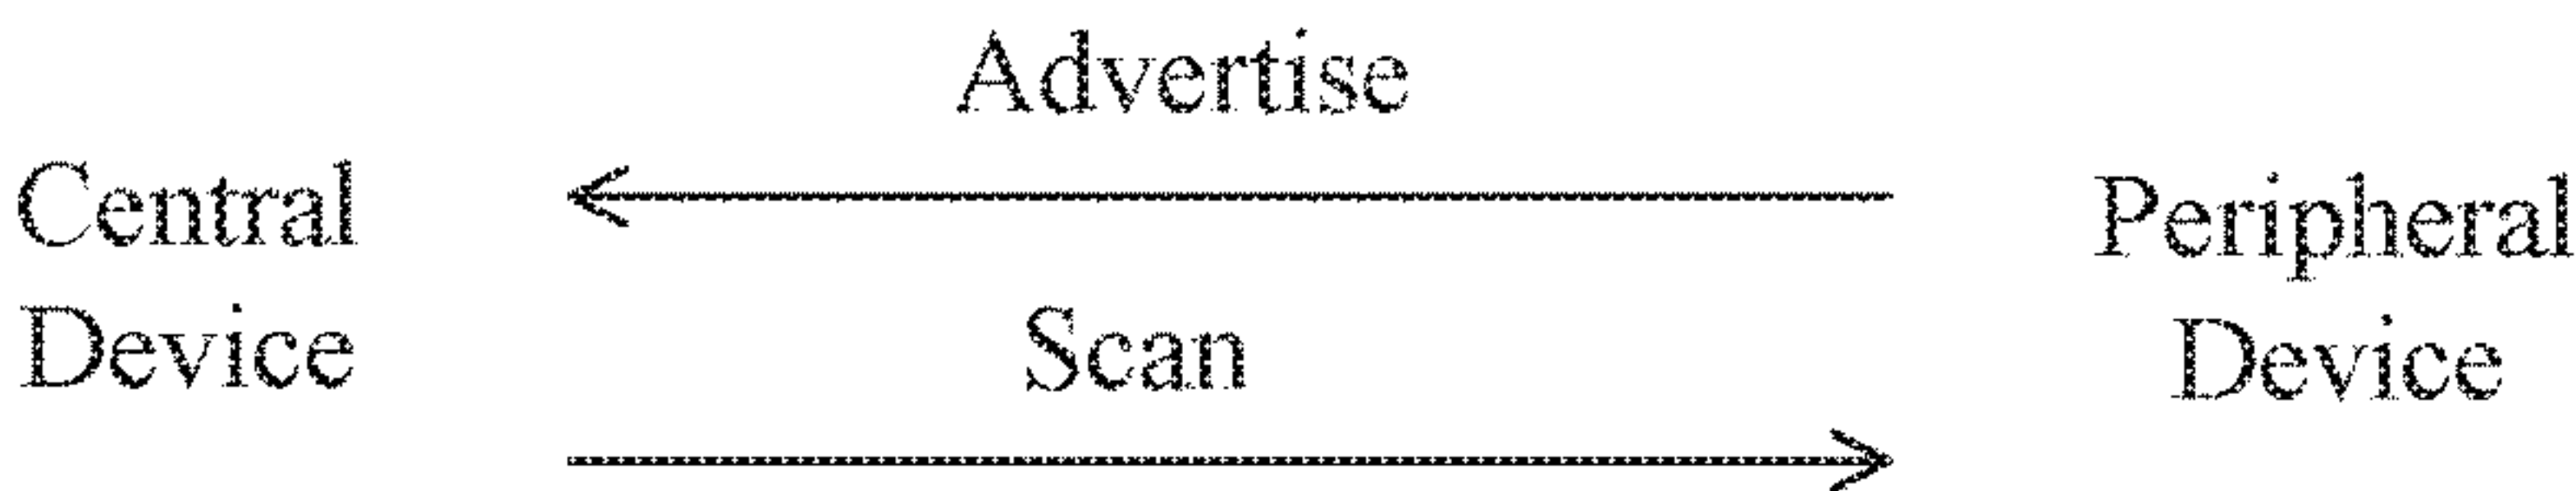 Advertise
Central
Device
Scan
Peripheral
Device